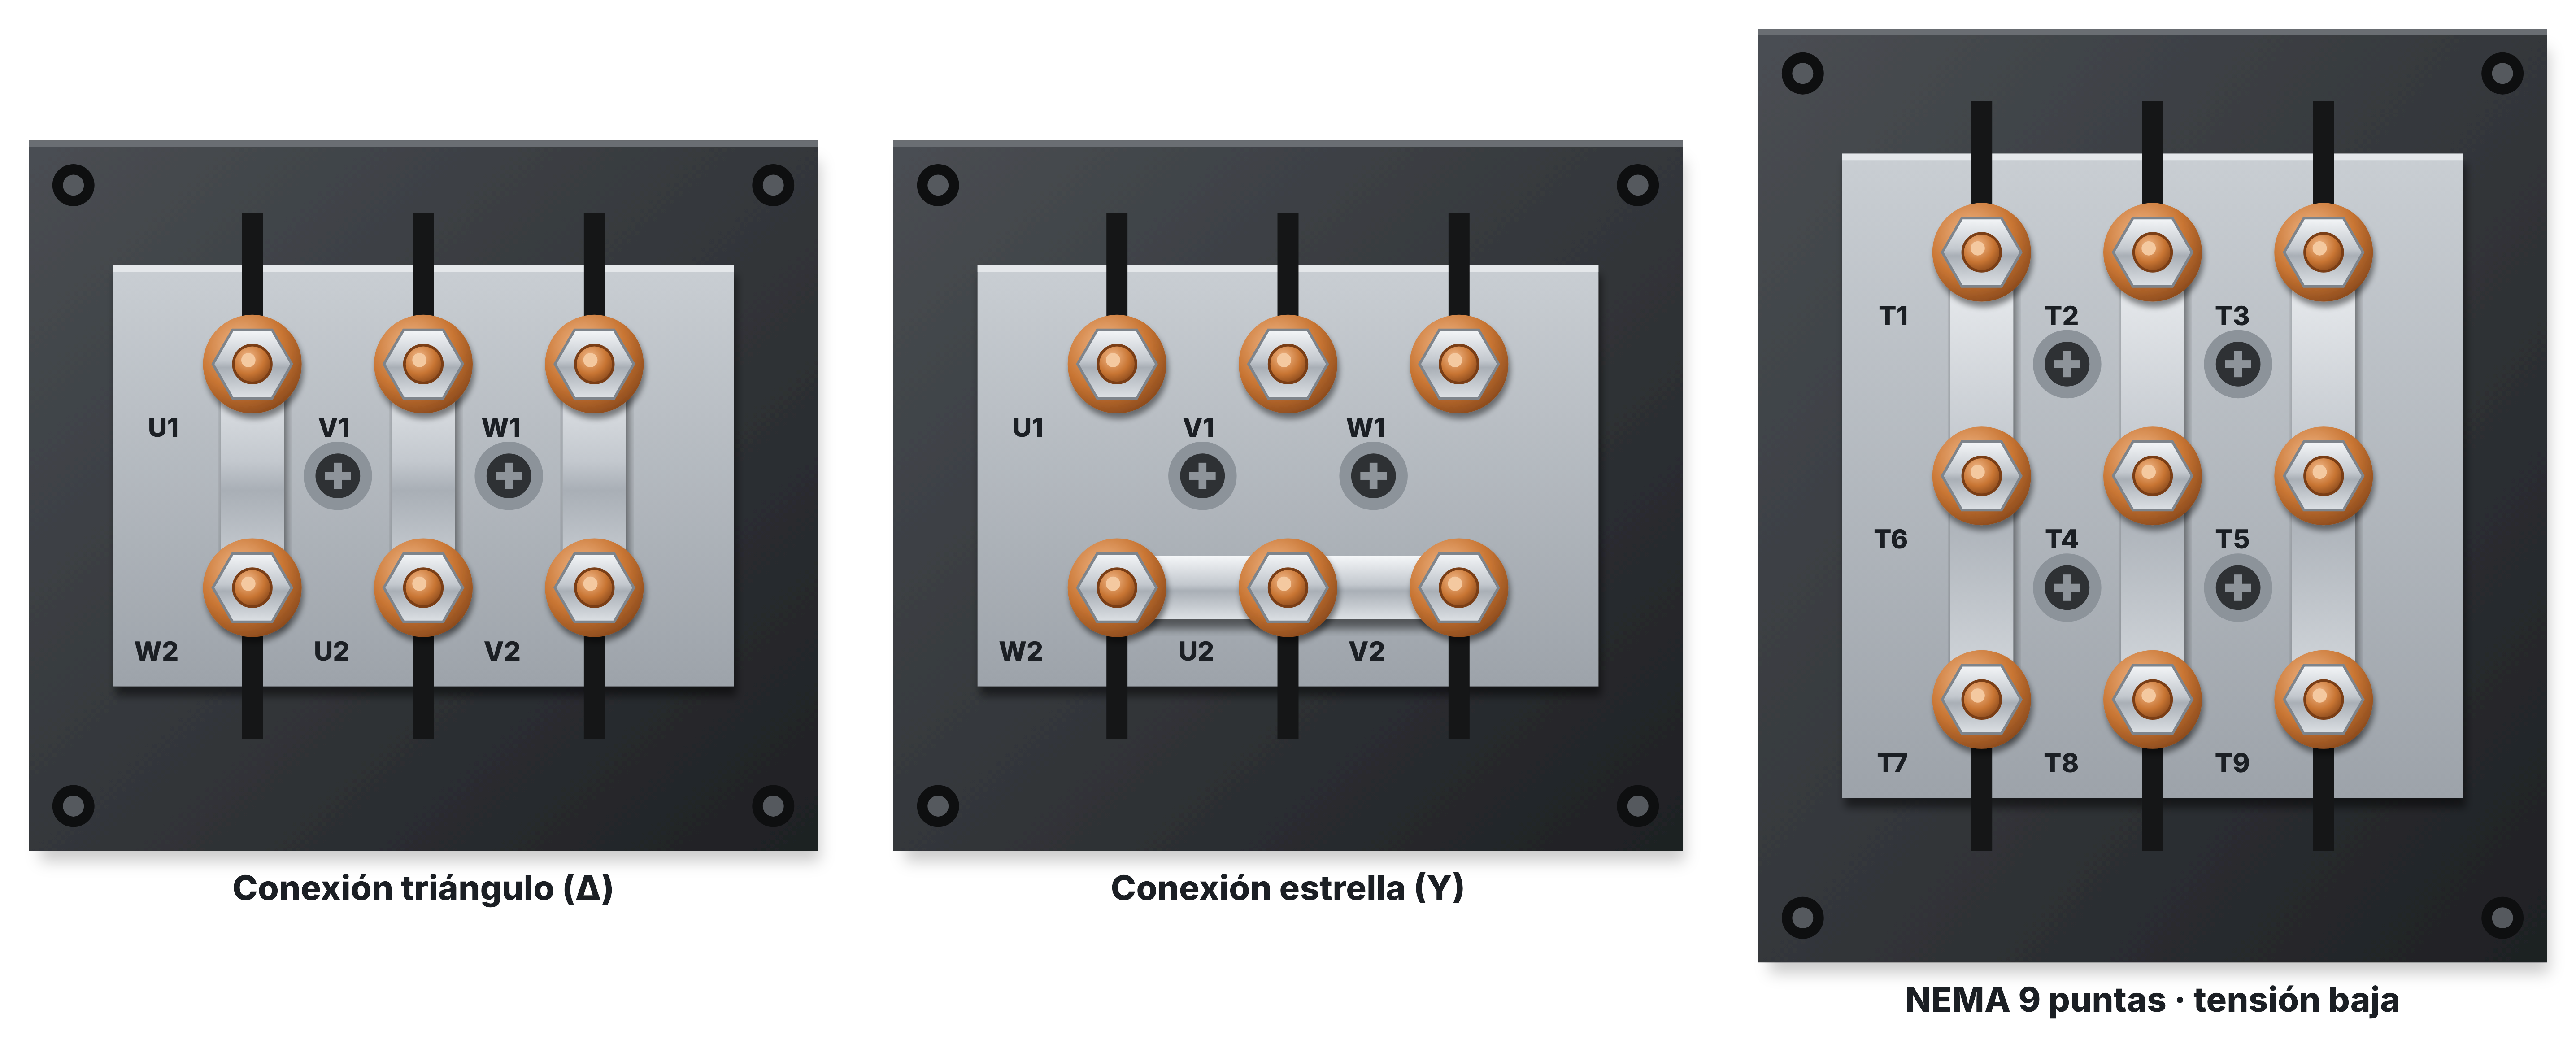 U1 V1 W1
W2 U2 V2
Conexión triángulo (Δ)
U1 V1 W1
W2 U2 V2
Conexión estrella (Y)
T1 T2 T3
T6 T4 T5
T7 T8 T9
NEMA 9 puntas · tensión baja